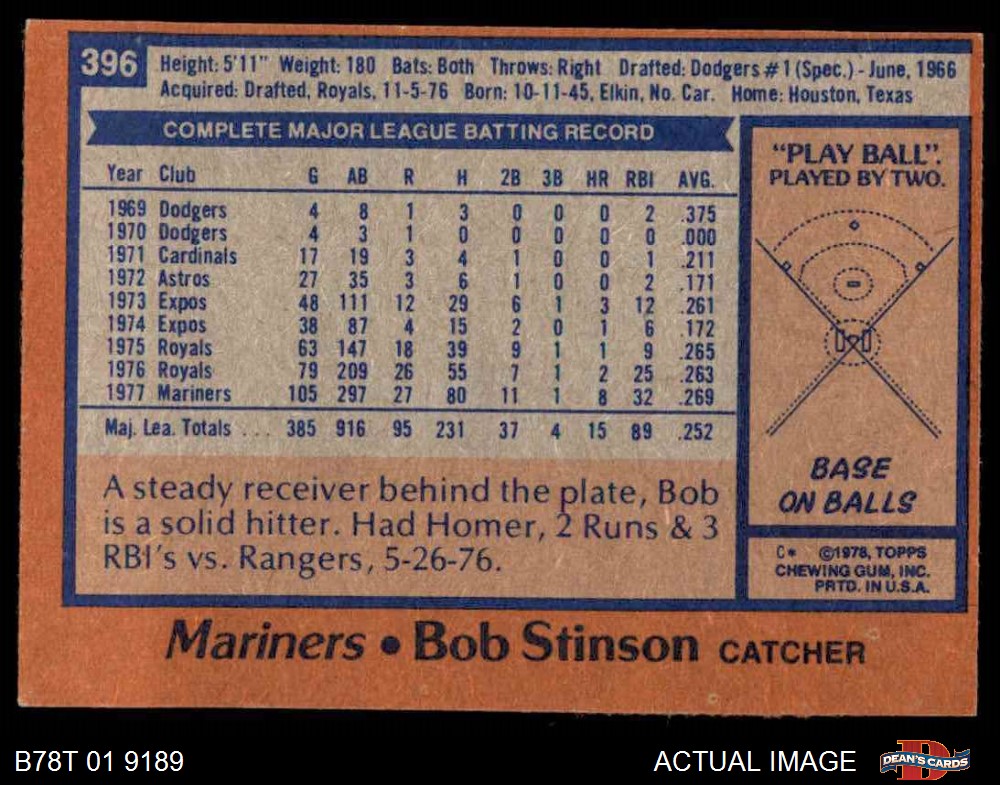 396
Height: 5'11" Weight: 180 Bats: Both Throws: Right Drafted: Dodgers #1 (Spec.) - June, 1966
Acquired: Drafted, Royals, 11-5-76 Born: 10-11-45, Elkin, No. Car. Home: Houston, Texas
COMPLETE MAJOR LEAGUE BATTING RECORD
Year Club G AB R H 2B 3B HR RBI AVG.
1969 Dodgers 4 8 1 3 0 0 0 2 .375
1970 Dodgers 4 3 1 0 0 0 0 0 .000
1971 Cardinals 17 19 3 4 1 0 0 1 .211
1972 Astros 27 35 3 6 1 0 0 2 .171
1973 Expos 48 111 12 29 6 1 3 12 .261
1974 Expos 38 87 4 15 2 0 1 6 .172
1975 Royals 63 147 18 39 9 1 1 9 .265
1976 Royals 79 209 26 55 7 1 2 25 .263
1977 Mariners 105 297 27 80 11 1 8 32 .269
Maj. Lea. Totals ... 385 916 95 231 37 4 15 89 .252
A steady receiver behind the plate, Bob
is a solid hitter. Had Homer, 2 Runs & 3
RBI's vs. Rangers, 5-26-76.
"PLAY BALL".
PLAYED BY TWO.
BASE
ON BALLS
C* ©1978, TOPPS
CHEWING GUM, INC.
PRTD. IN U.S.A.
Mariners • Bob Stinson CATCHER
B78T 01 9189
ACTUAL IMAGE
D
DEAN'S CARDS